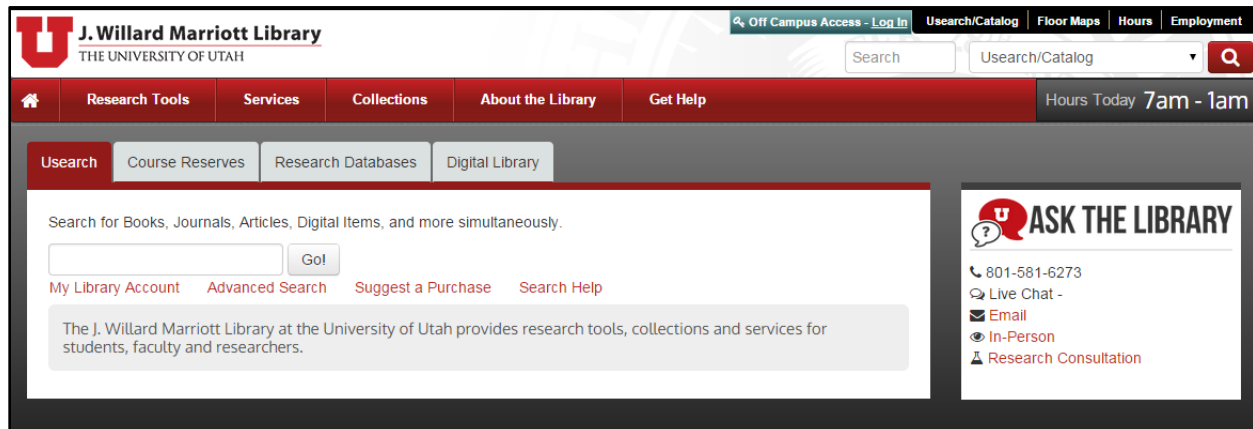 Off Campus Access - Log In Usearch/Catalog Floor Maps Hours Employment
U J. Willard Marriott Library
THE UNIVERSITY OF UTAH
Search Usearch/Catalog
Research Tools Services Collections About the Library Get Help Hours Today 7am - 1am
Usearch Course Reserves Research Databases Digital Library
Search for Books, Journals, Articles, Digital Items, and more simultaneously.
Go!
My Library Account Advanced Search Suggest a Purchase Search Help
The J. Willard Marriott Library at the University of Utah provides research tools, collections and services for
students, faculty and researchers.
U ? ASK THE LIBRARY
801-581-6273
Live Chat -
Email
In-Person
Research Consultation